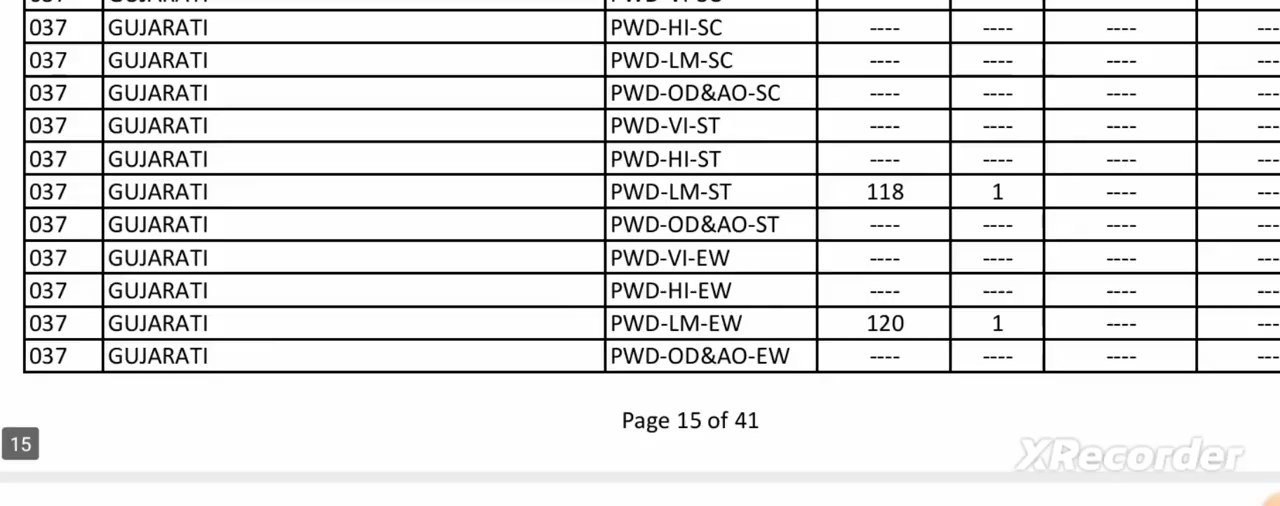 037 GUJARATI
037 GUJARATI PWD-HI-SC ---- ---- ---- ---
037 GUJARATI PWD-LM-SC ---- ---- ---- ---
037 GUJARATI PWD-OD&AO-SC ---- ---- ---- ---
037 GUJARATI PWD-VI-ST ---- ---- ---- ---
037 GUJARATI PWD-HI-ST ---- ---- ---- ---
037 GUJARATI PWD-LM-ST 118 1 ---- ---
037 GUJARATI PWD-OD&AO-ST ---- ---- ---- ---
037 GUJARATI PWD-VI-EW ---- ---- ---- ---
037 GUJARATI PWD-HI-EW ---- ---- ---- ---
037 GUJARATI PWD-LM-EW 120 1 ---- ---
037 GUJARATI PWD-OD&AO-EW ---- ---- ---- ---
Page 15 of 41
15
XRecorder